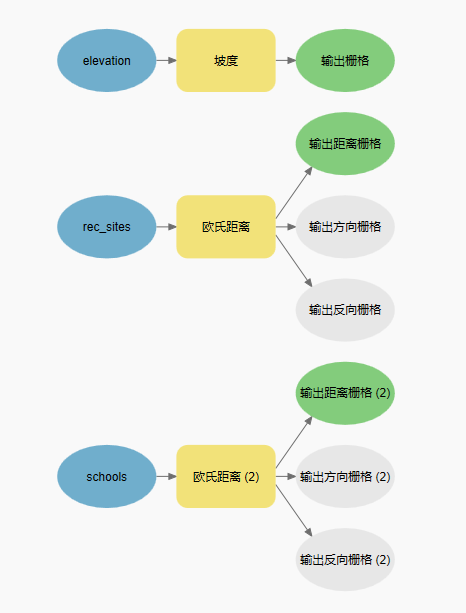 elevation
坡度
输出栅格
输出距离栅格
rec_sites
欧氏距离
输出方向栅格
输出反向栅格
输出距离栅格 (2)
schools
欧氏距离 (2)
输出方向栅格 (2)
输出反向栅格 (2)